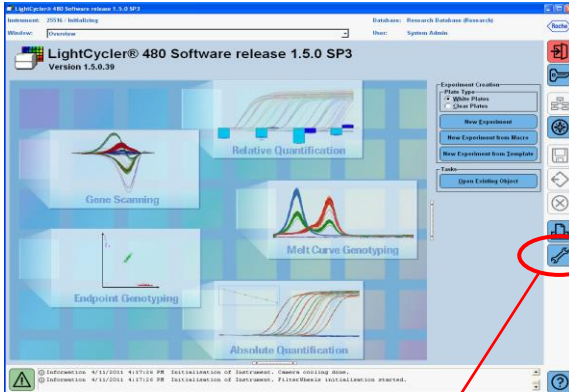 LightCycler® 480 Software release 1.5.0 SP3
Instrument: 25516 / Initializing
Database: Research Database (Research)
Window: Overview
User: System Admin
Roche
LightCycler® 480 Software release 1.5.0 SP3
Version 1.5.0.39
Experiment Creation
Plate Type
White Plates
Clear Plates
New Experiment
New Experiment from Macro
New Experiment from Template
Tasks
Open Existing Object
Relative Quantification
Gene Scanning
Melt Curve Genotyping
Endpoint Genotyping
Absolute Quantification
Information 4/11/2011 4:17:26 PM Initialization of Instrument. Camera cooling done.
Information 4/11/2011 4:17:26 PM Initialization of Instrument. FilterWheels initialization started.